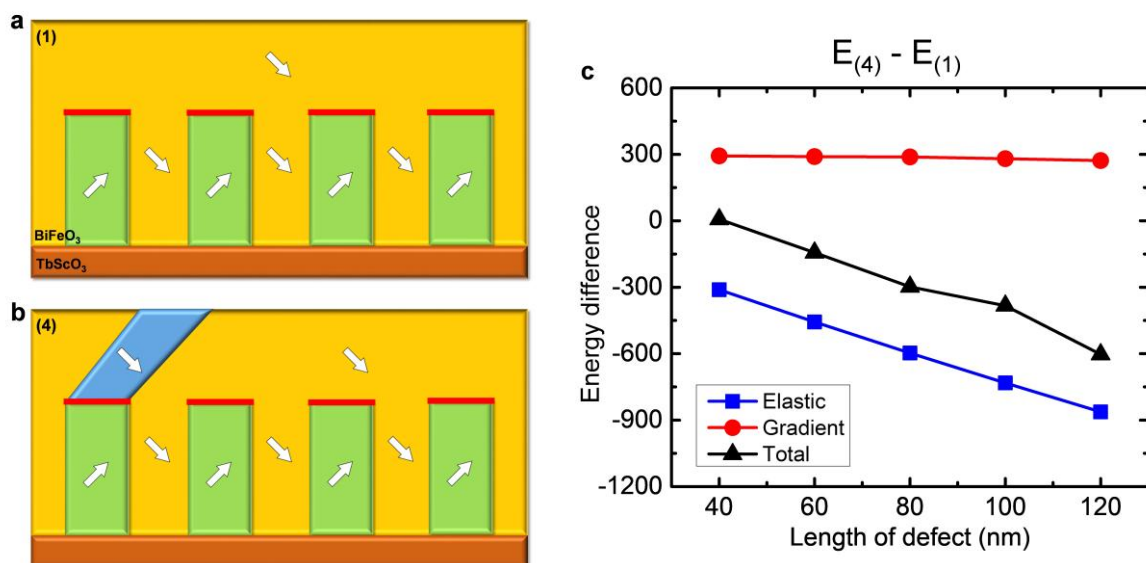 a
(1)
BiFeO₃
TbScO₃
b
(4)
c
E(4) - E(1)
Energy difference
600
300
0
-300
-600
-900
-1200
Elastic
Gradient
Total
40 60 80 100 120
Length of defect (nm)